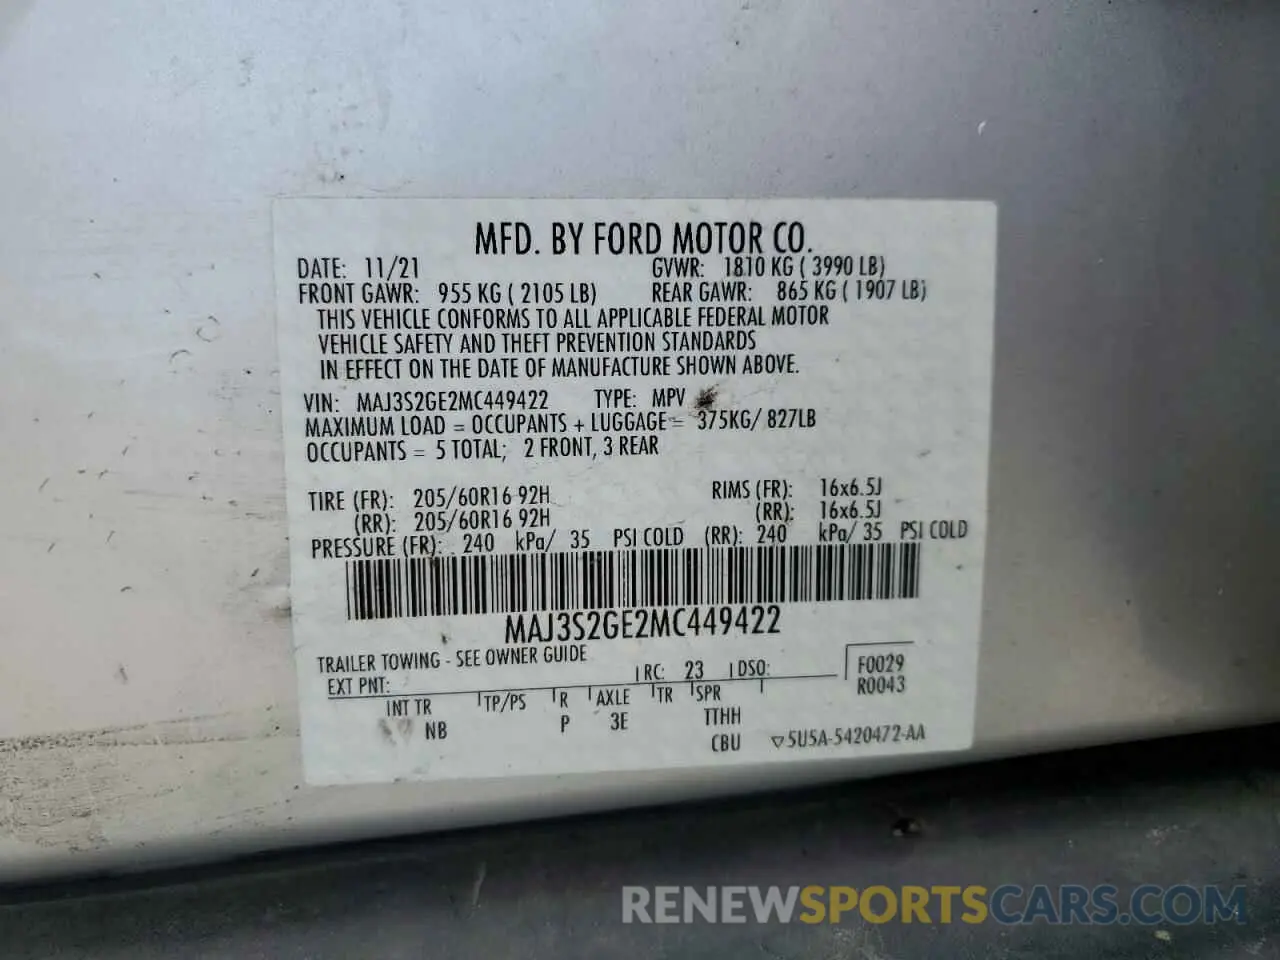 MFD. BY FORD MOTOR CO.
DATE: 11/21 GVWR: 1810 KG ( 3990 LB)
FRONT GAWR: 955 KG ( 2105 LB) REAR GAWR: 865 KG ( 1907 LB)
THIS VEHICLE CONFORMS TO ALL APPLICABLE FEDERAL MOTOR
VEHICLE SAFETY AND THEFT PREVENTION STANDARDS
IN EFFECT ON THE DATE OF MANUFACTURE SHOWN ABOVE.
VIN: MAJ3S2GE2MC449422 TYPE: MPV
MAXIMUM LOAD = OCCUPANTS + LUGGAGE = 375KG/ 827LB
OCCUPANTS = 5 TOTAL; 2 FRONT, 3 REAR
TIRE (FR): 205/60R16 92H RIMS (FR): 16x6.5J
(RR): 205/60R16 92H (RR): 16x6.5J
PRESSURE (FR): 240 kPa/ 35 PSI COLD (RR): 240 kPa/ 35 PSI COLD
MAJ3S2GE2MC449422
TRAILER TOWING - SEE OWNER GUIDE
EXT PNT: RC: 23 DSO: F0029
R0043
INT TR TP/PS R AXLE TR SPR
NB P 3E TTHH
CBU ▽5U5A-5420472-AA
RENEWSPORTSCARS.COM